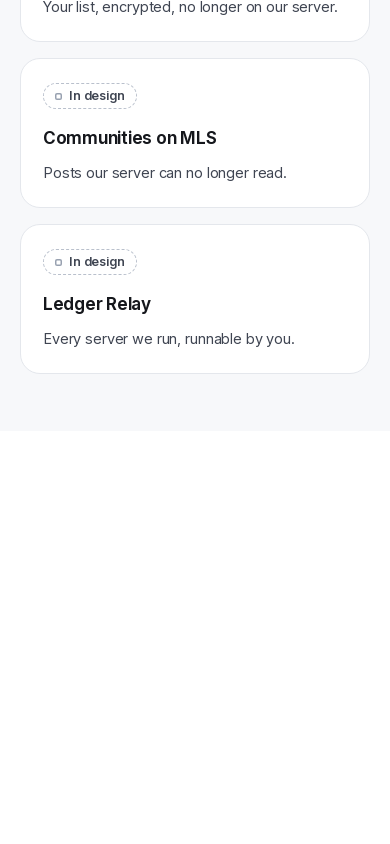 Your list, encrypted, no longer on our server.
In design
Communities on MLS
Posts our server can no longer read.
In design
Ledger Relay
Every server we run, runnable by you.